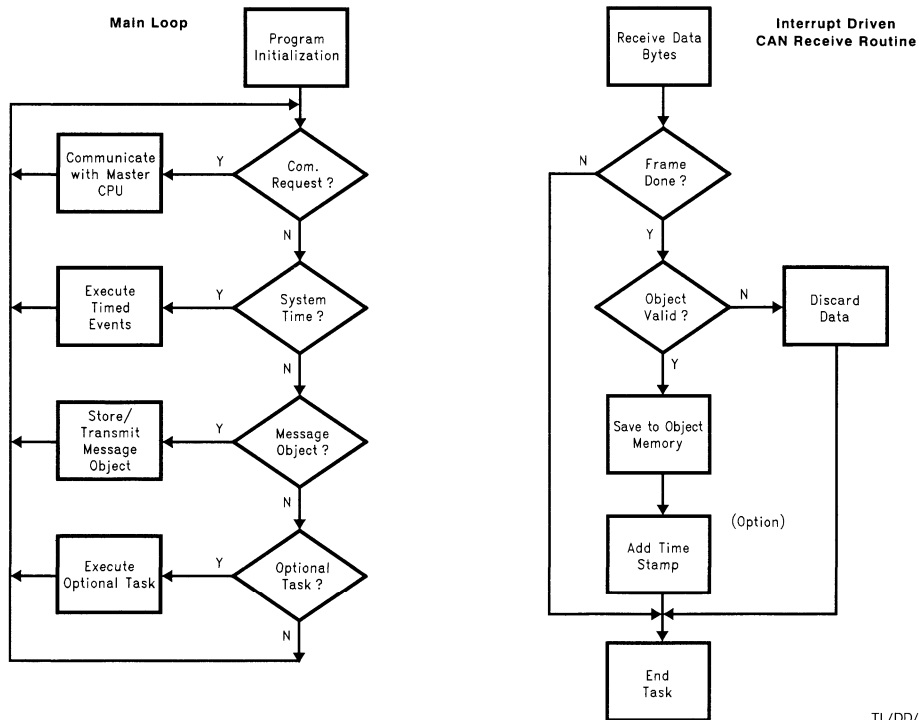 Main Loop
Program
Initialization
Com.
Request ?
Y
N
Communicate
with Master
CPU
System
Time ?
Y
N
Execute
Timed
Events
Message
Object ?
Y
N
Store/
Transmit
Message
Object
Optional
Task ?
Y
N
Execute
Optional Task
Interrupt Driven
CAN Receive Routine
Receive Data
Bytes
Frame
Done ?
N
Y
Object
Valid ?
N
Y
Discard
Data
Save to Object
Memory
(Option)
Add Time
Stamp
End
Task